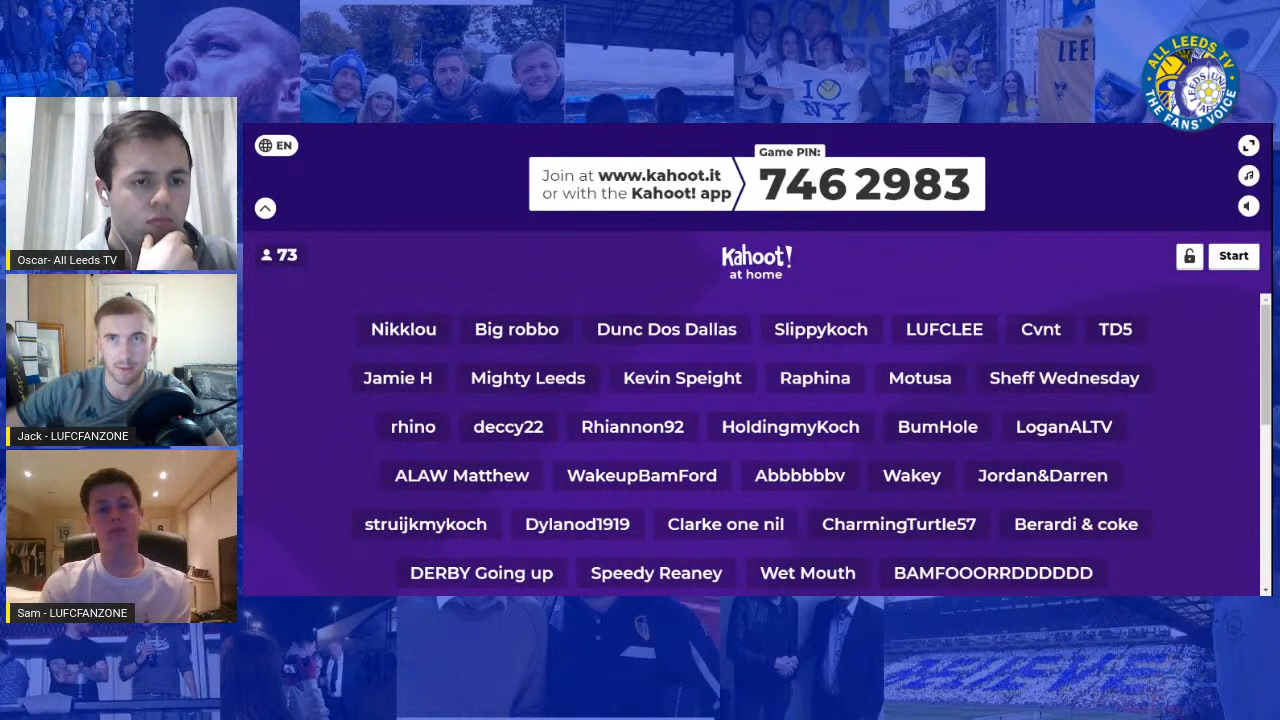 ALL LEEDS TV
THE FANS' VOICE
I
NY
LEE
EN
Game PIN:
Join at www.kahoot.it
or with the Kahoot! app
746 2983
73
Kahoot!
at home
Start
Oscar- All Leeds TV
Jack - LUFCFANZONE
Sam - LUFCFANZONE
Nikklou Big robbo Dunc Dos Dallas Slippykoch LUFCLEE Cvnt TD5
Jamie H Mighty Leeds Kevin Speight Raphina Motusa Sheff Wednesday
rhino deccy22 Rhiannon92 HoldingmyKoch BumHole LoganALTV
ALAW Matthew WakeupBamFord Abbbbbbv Wakey Jordan&Darren
struijkmykoch Dylanod1919 Clarke one nil CharmingTurtle57 Berardi & coke
DERBY Going up Speedy Reaney Wet Mouth BAMFOOORRDDDDDD